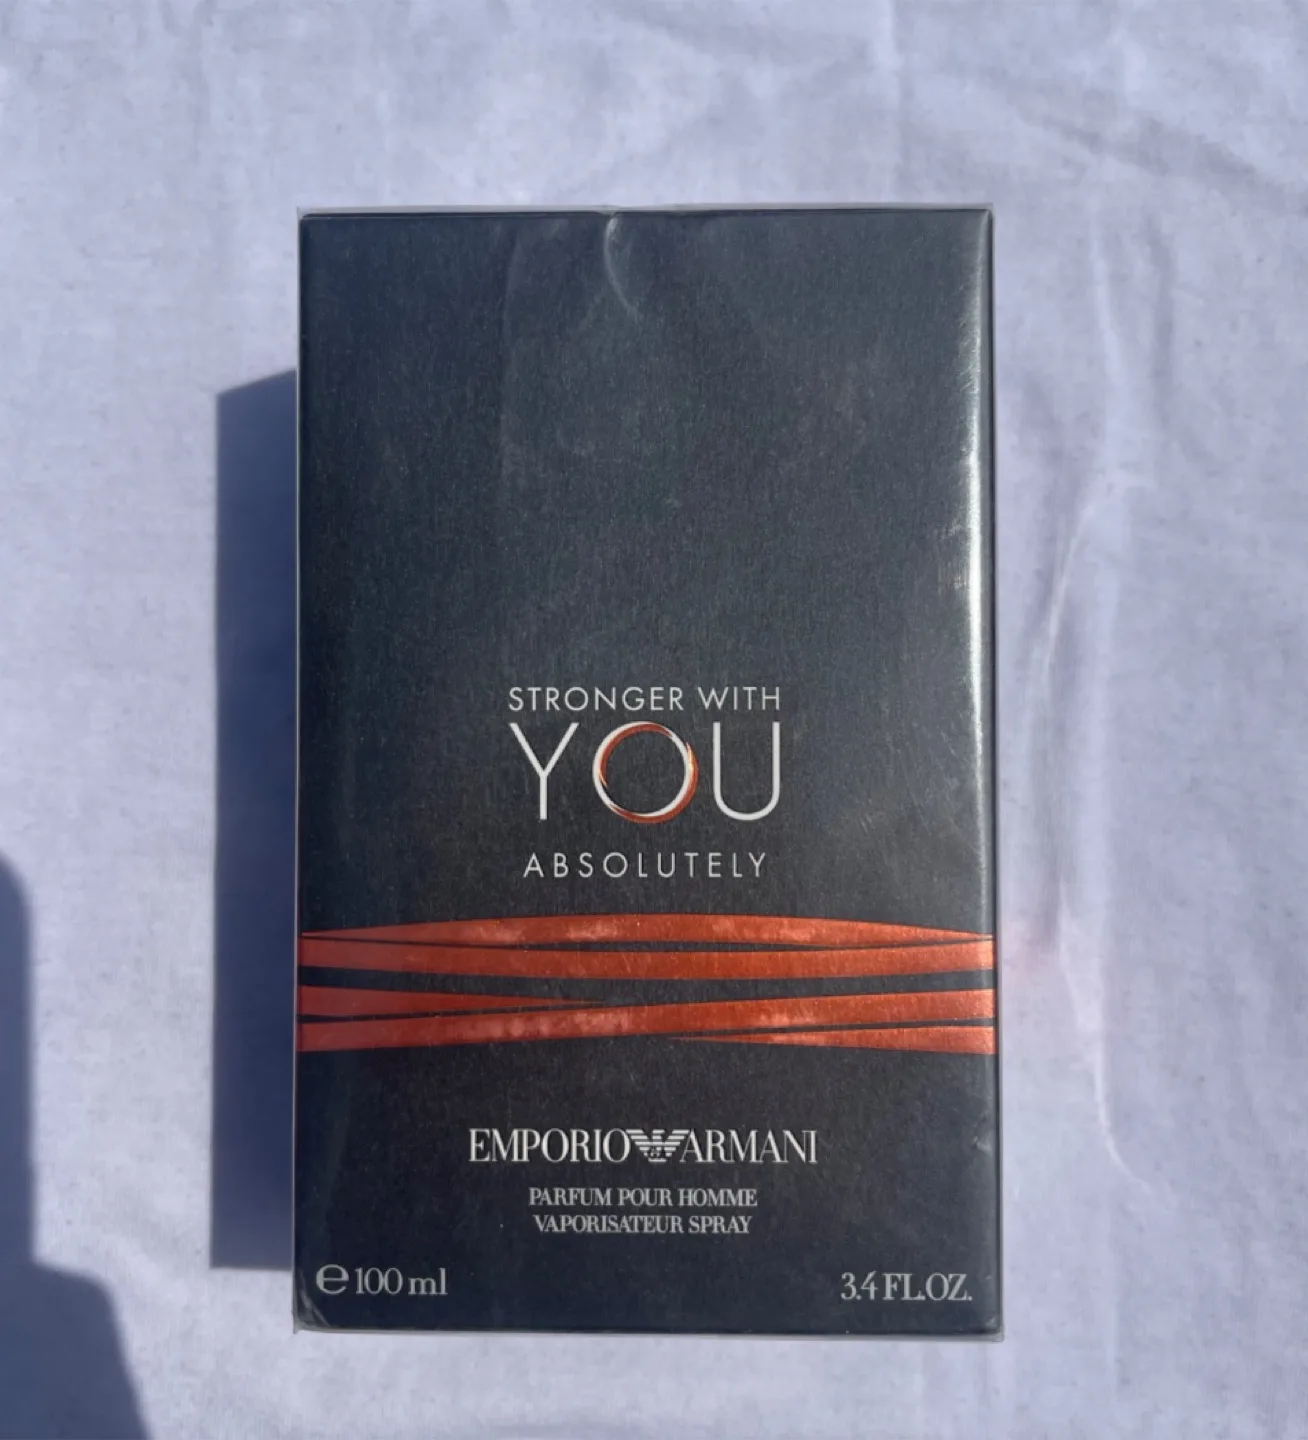 STRONGER WITH
YOU
ABSOLUTELY
EMPORIO ARMANI
PARFUM POUR HOMME
VAPORISATEUR SPRAY
℮ 100 ml 3.4 FL.OZ.